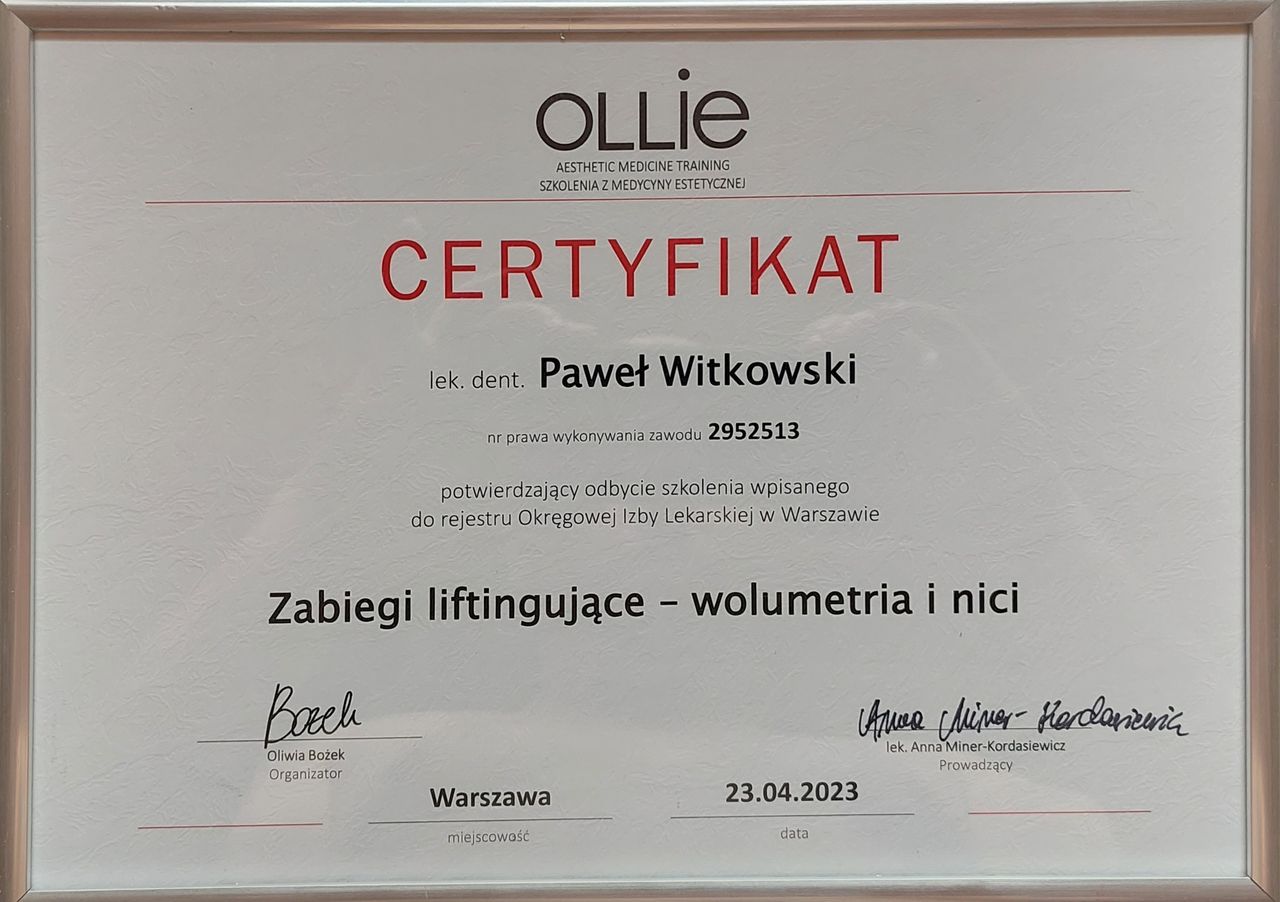 OLLie
AESTHETIC MEDICINE TRAINING
SZKOLENIA Z MEDYCYNY ESTETYCZNEJ
CERTYFIKAT
lek. dent. Paweł Witkowski
nr prawa wykonywania zawodu 2952513
potwierdzający odbycie szkolenia wpisanego
do rejestru Okręgowej Izby Lekarskiej w Warszawie
Zabiegi liftingujące – wolumetria i nici
Bożek
Anna Miner-Kordasiewicz
Oliwia Bożek
Organizator
lek. Anna Miner-Kordasiewicz
Prowadzący
Warszawa
miejscowość
23.04.2023
data